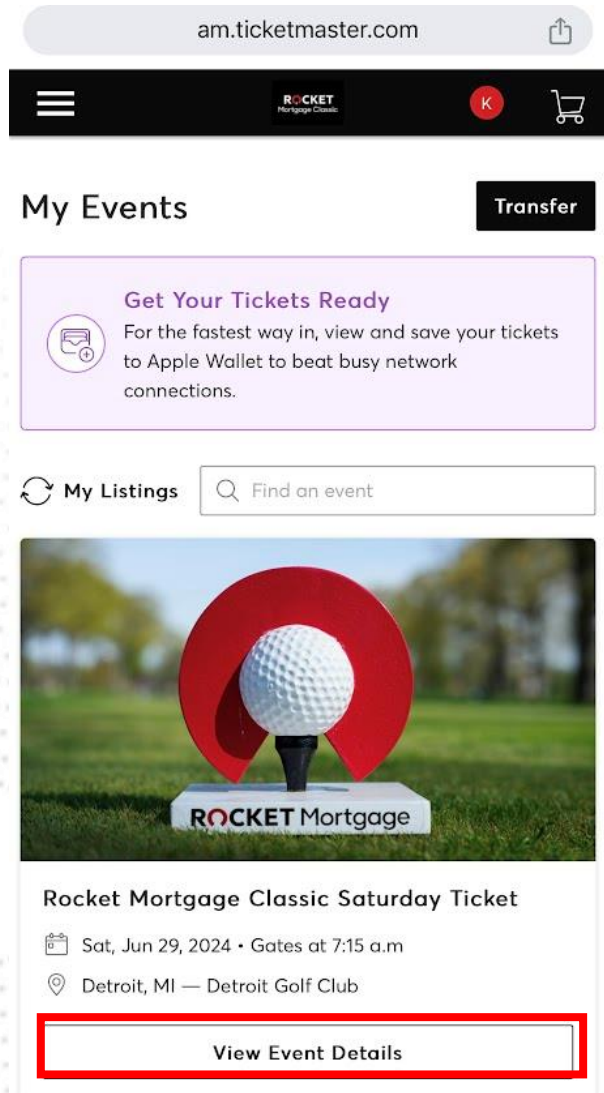 am.ticketmaster.com
ROCKET
Mortgage Classic
K
My Events
Transfer
Get Your Tickets Ready
For the fastest way in, view and save your tickets
to Apple Wallet to beat busy network
connections.
My Listings
Find an event
ROCKET Mortgage
Rocket Mortgage Classic Saturday Ticket
Sat, Jun 29, 2024 • Gates at 7:15 a.m
Detroit, MI — Detroit Golf Club
View Event Details